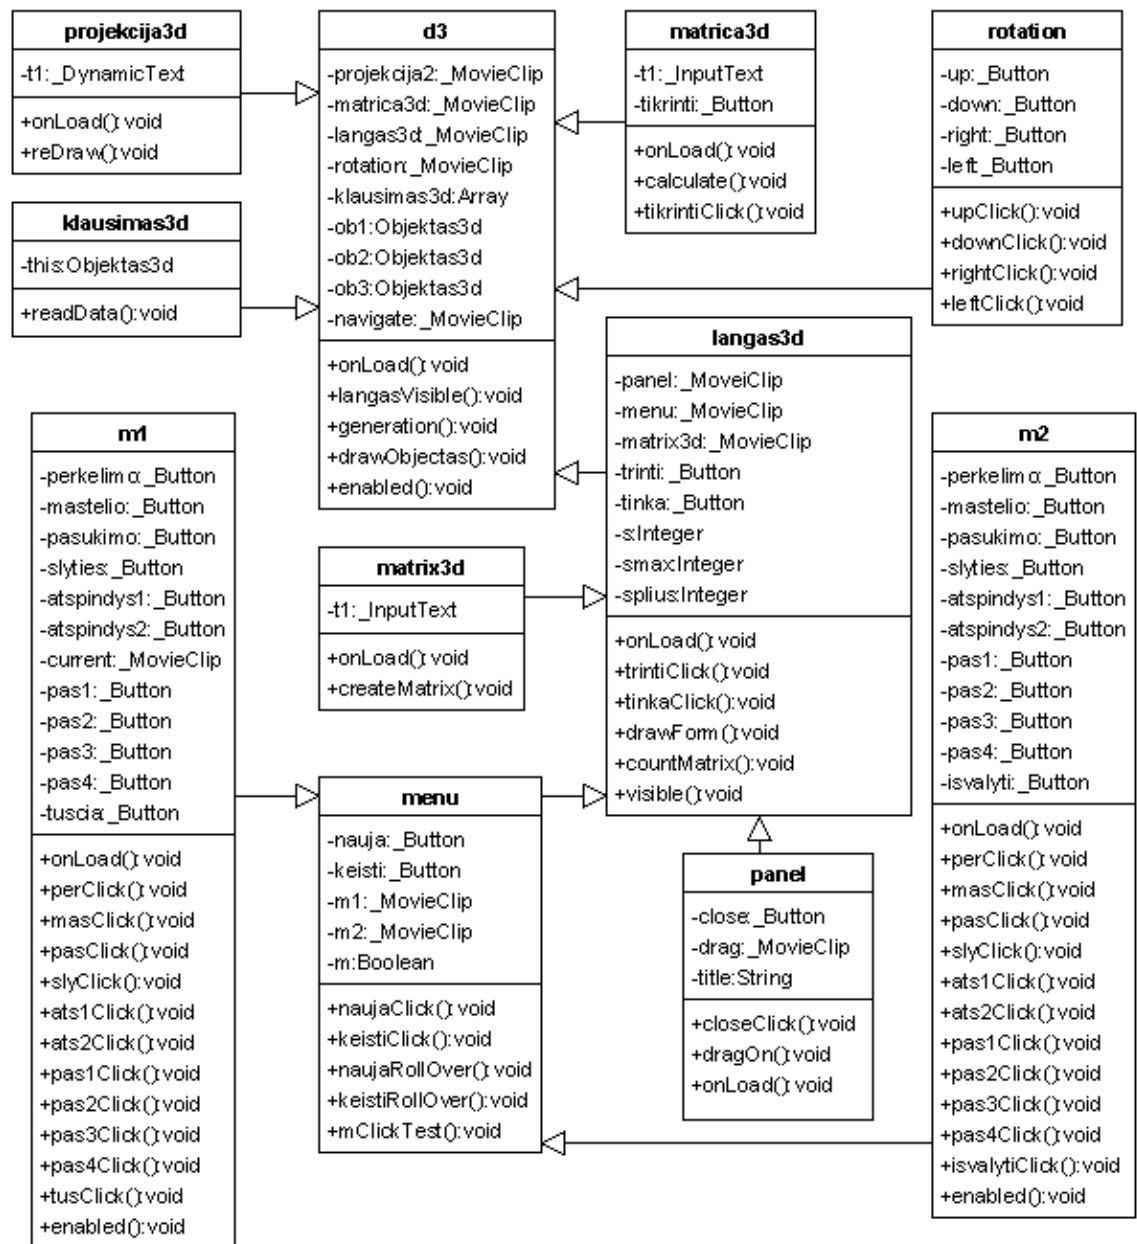 projekcija3d
-t1:_DynamicText
+onLoad():void
+reDraw():void
klausimas3d
-this:Objektas3d
+readData():void
d3
-projekcija2:_MovieClip
-matrica3d:_MovieClip
-langas3d:_MovieClip
-rotation:_MovieClip
-klausimas3d:Array
-ob1:Objektas3d
-ob2:Objektas3d
-ob3:Objektas3d
-navigate:_MovieClip
+onLoad():void
+langasVisible():void
+generation():void
+drawObjectas():void
+enabled():void
matrica3d
-t1:_InputText
-tikrinti:_Button
+onLoad():void
+calculate():void
+tikrintiClick():void
rotation
-up:_Button
-down:_Button
-right:_Button
-left:_Button
+upClick():void
+downClick():void
+rightClick():void
+leftClick():void
langas3d
-panel:_MoveiClip
-menu:_MovieClip
-matrix3d:_MovieClip
-trinti:_Button
-tinka:_Button
-s:Integer
-smax:Integer
-splius:Integer
+onLoad():void
+trintiClick():void
+tinkaClick():void
+drawForm():void
+countMatrix():void
+visible():void
m1
-perkelimo:_Button
-mastelio:_Button
-pasukimo:_Button
-slyties:_Button
-atspindys1:_Button
-atspindys2:_Button
-current:_MovieClip
-pas1:_Button
-pas2:_Button
-pas3:_Button
-pas4:_Button
-tuscia:_Button
+onLoad():void
+perClick():void
+masClick():void
+pasClick():void
+slyClick():void
+ats1Click():void
+ats2Click():void
+pas1Click():void
+pas2Click():void
+pas3Click():void
+pas4Click():void
+tusClick():void
+enabled():void
matrix3d
-t1:_InputText
+onLoad():void
+createMatrix():void
menu
-nauja:_Button
-keisti:_Button
-m1:_MovieClip
-m2:_MovieClip
-m:Boolean
+naujaClick():void
+keistiClick():void
+naujaRollOver():void
+keistiRollOver():void
+mClickTest():void
panel
-close:_Button
-drag:_MovieClip
-title:String
+closeClick():void
+dragOn():void
+onLoad():void
m2
-perkelimo:_Button
-mastelio:_Button
-pasukimo:_Button
-slyties:_Button
-atspindys1:_Button
-atspindys2:_Button
-pas1:_Button
-pas2:_Button
-pas3:_Button
-pas4:_Button
-isvalyti:_Button
+onLoad():void
+perClick():void
+masClick():void
+pasClick():void
+slyClick():void
+ats1Click():void
+ats2Click():void
+pas1Click():void
+pas2Click():void
+pas3Click():void
+pas4Click():void
+isvalytiClick():void
+enabled():void